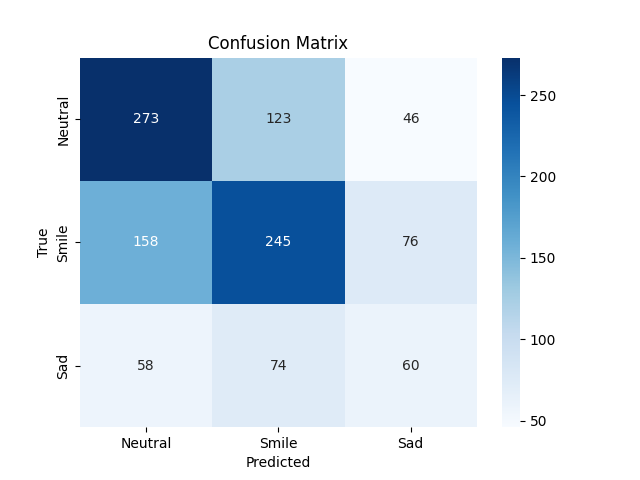 Confusion Matrix
True
Neutral
273 123 46
Smile
158 245 76
Sad
58 74 60
Neutral Smile Sad
Predicted
250
200
150
100
50